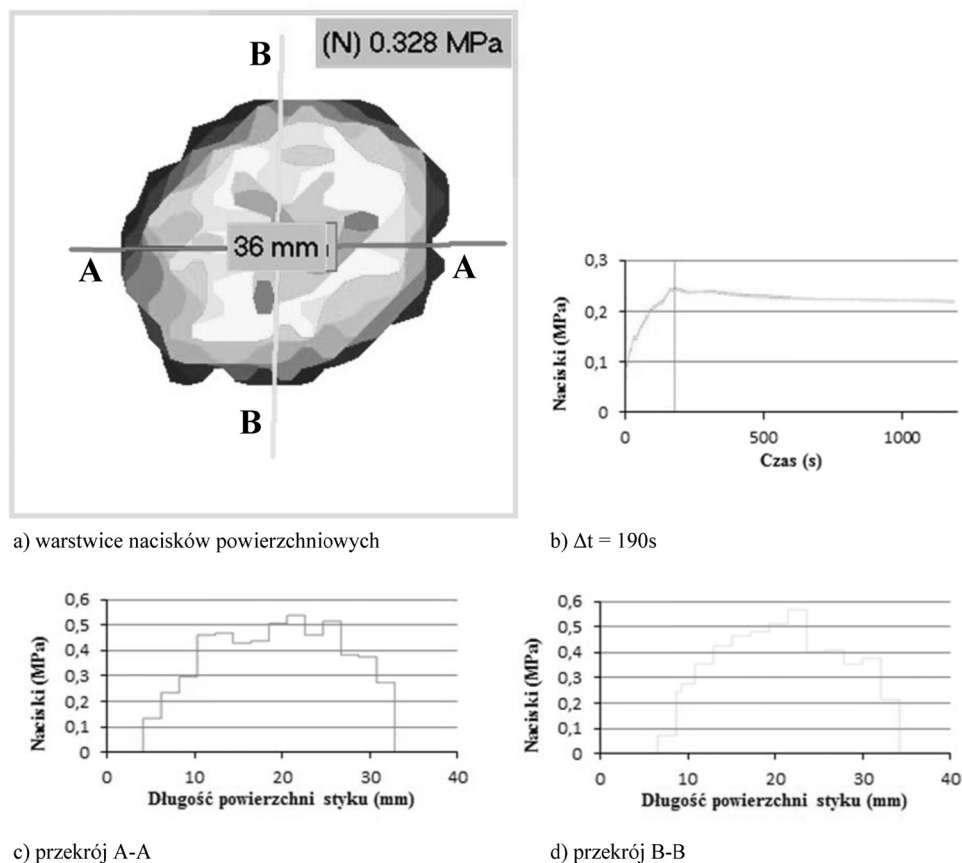 B
(N) 0.328 MPa
36 mm
A
A
B
a) warstwice nacisków powierzchniowych
Naciski (MPa)
0,3
0,2
0,1
0
0
500
1000
Czas (s)
b) Δt = 190s
Naciski (MPa)
0,6
0,5
0,4
0,3
0,2
0,1
0
0
10
20
30
40
Długość powierzchni styku (mm)
c) przekrój A-A
Naciski (MPa)
0,6
0,5
0,4
0,3
0,2
0,1
0
0
10
20
30
40
Długość powierzchni styku (mm)
d) przekrój B-B